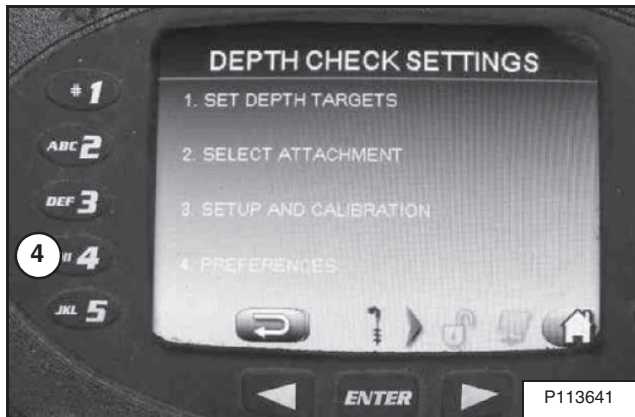 DEPTH CHECK SETTINGS
# 1
1. SET DEPTH TARGETS
ABC 2
2. SELECT ATTACHMENT
DEF 3
3. SETUP AND CALIBRATION
4
4
4. PREFERENCES
JKL 5
ENTER
P113641